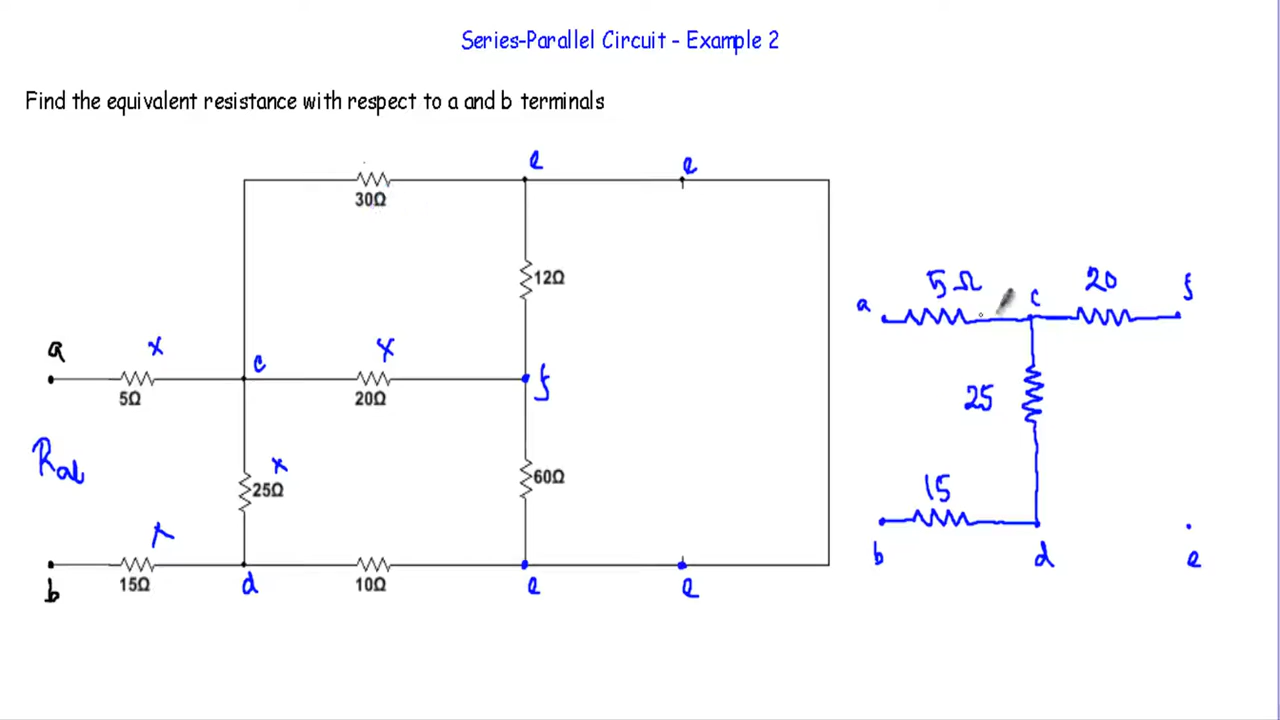 Series-Parallel Circuit - Example 2
Find the equivalent resistance with respect to a and b terminals
e
e
30Ω
12Ω
5Ω
c
20
f
a
x
c
x
f
a
5Ω
20Ω
25
Rab
x
25Ω
60Ω
15
x
b
15Ω
d
10Ω
e
e
b
d
e